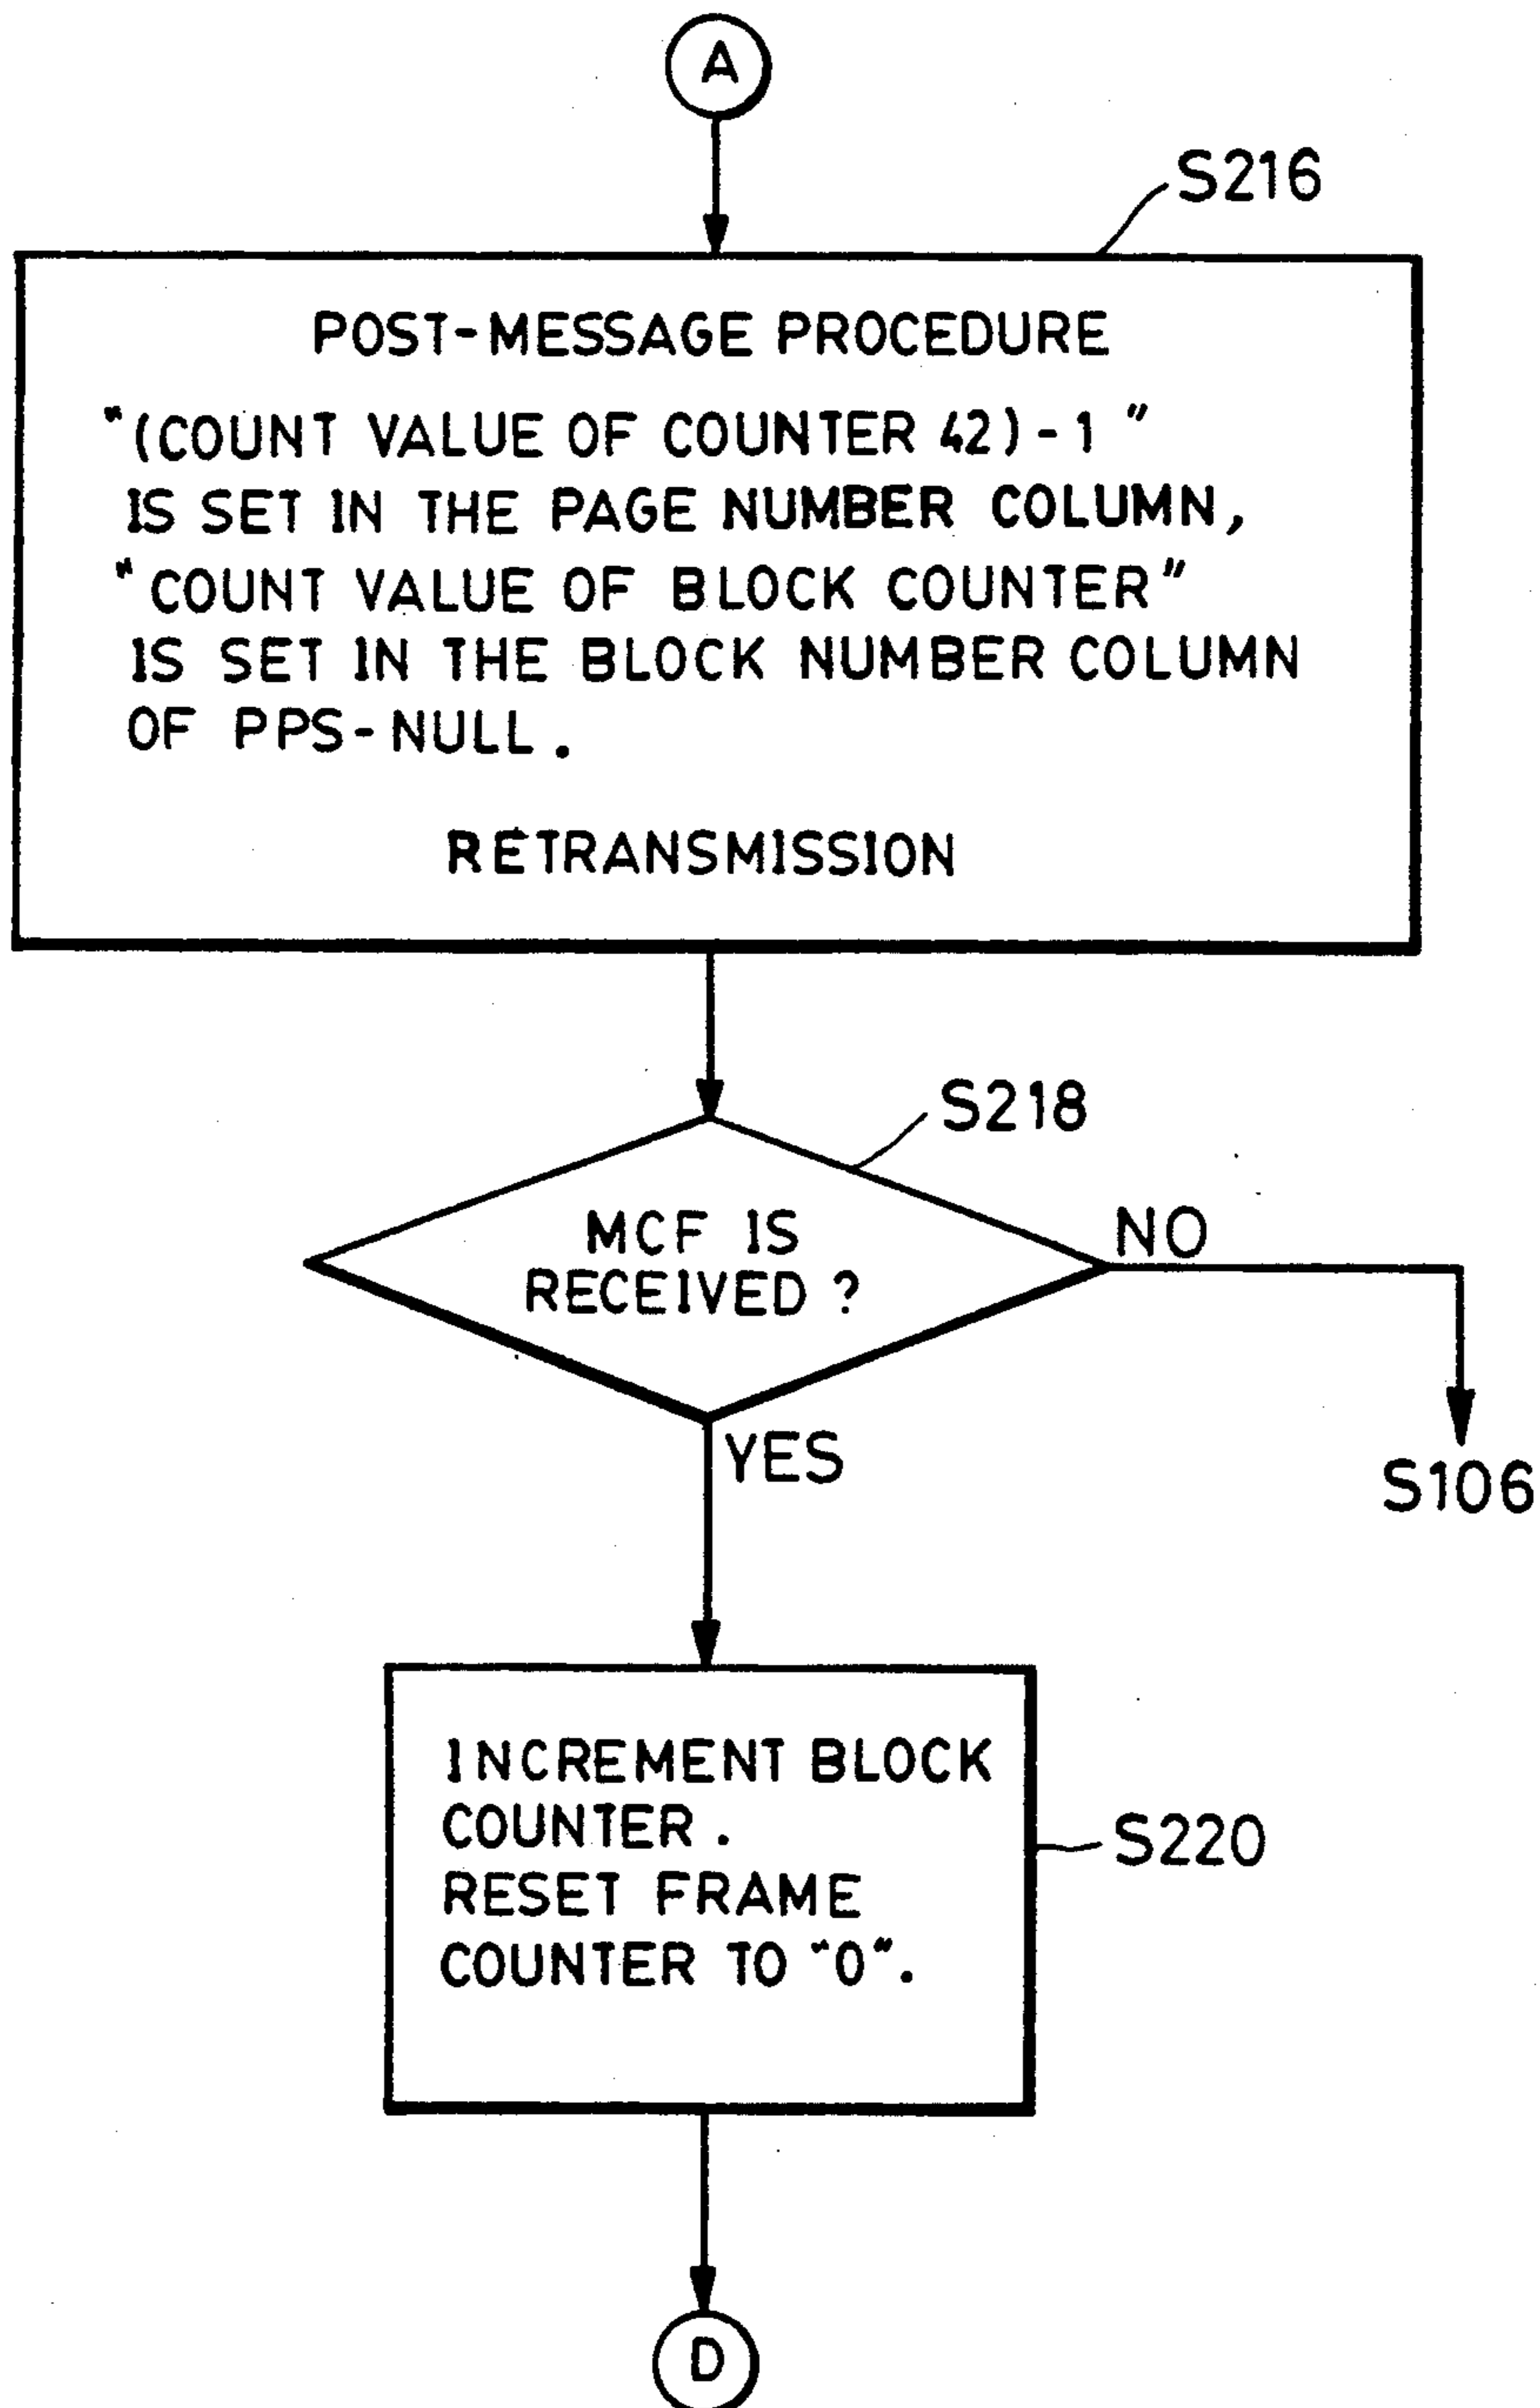 A
S216
POST-MESSAGE PROCEDURE
"(COUNT VALUE OF COUNTER 42)-1"
IS SET IN THE PAGE NUMBER COLUMN,
"COUNT VALUE OF BLOCK COUNTER"
IS SET IN THE BLOCK NUMBER COLUMN
OF PPS-NULL.
RETRANSMISSION
S218
MCF IS
RECEIVED ?
NO
YES
S106
INCREMENT BLOCK
COUNTER.
RESET FRAME
COUNTER TO "0".
S220
D